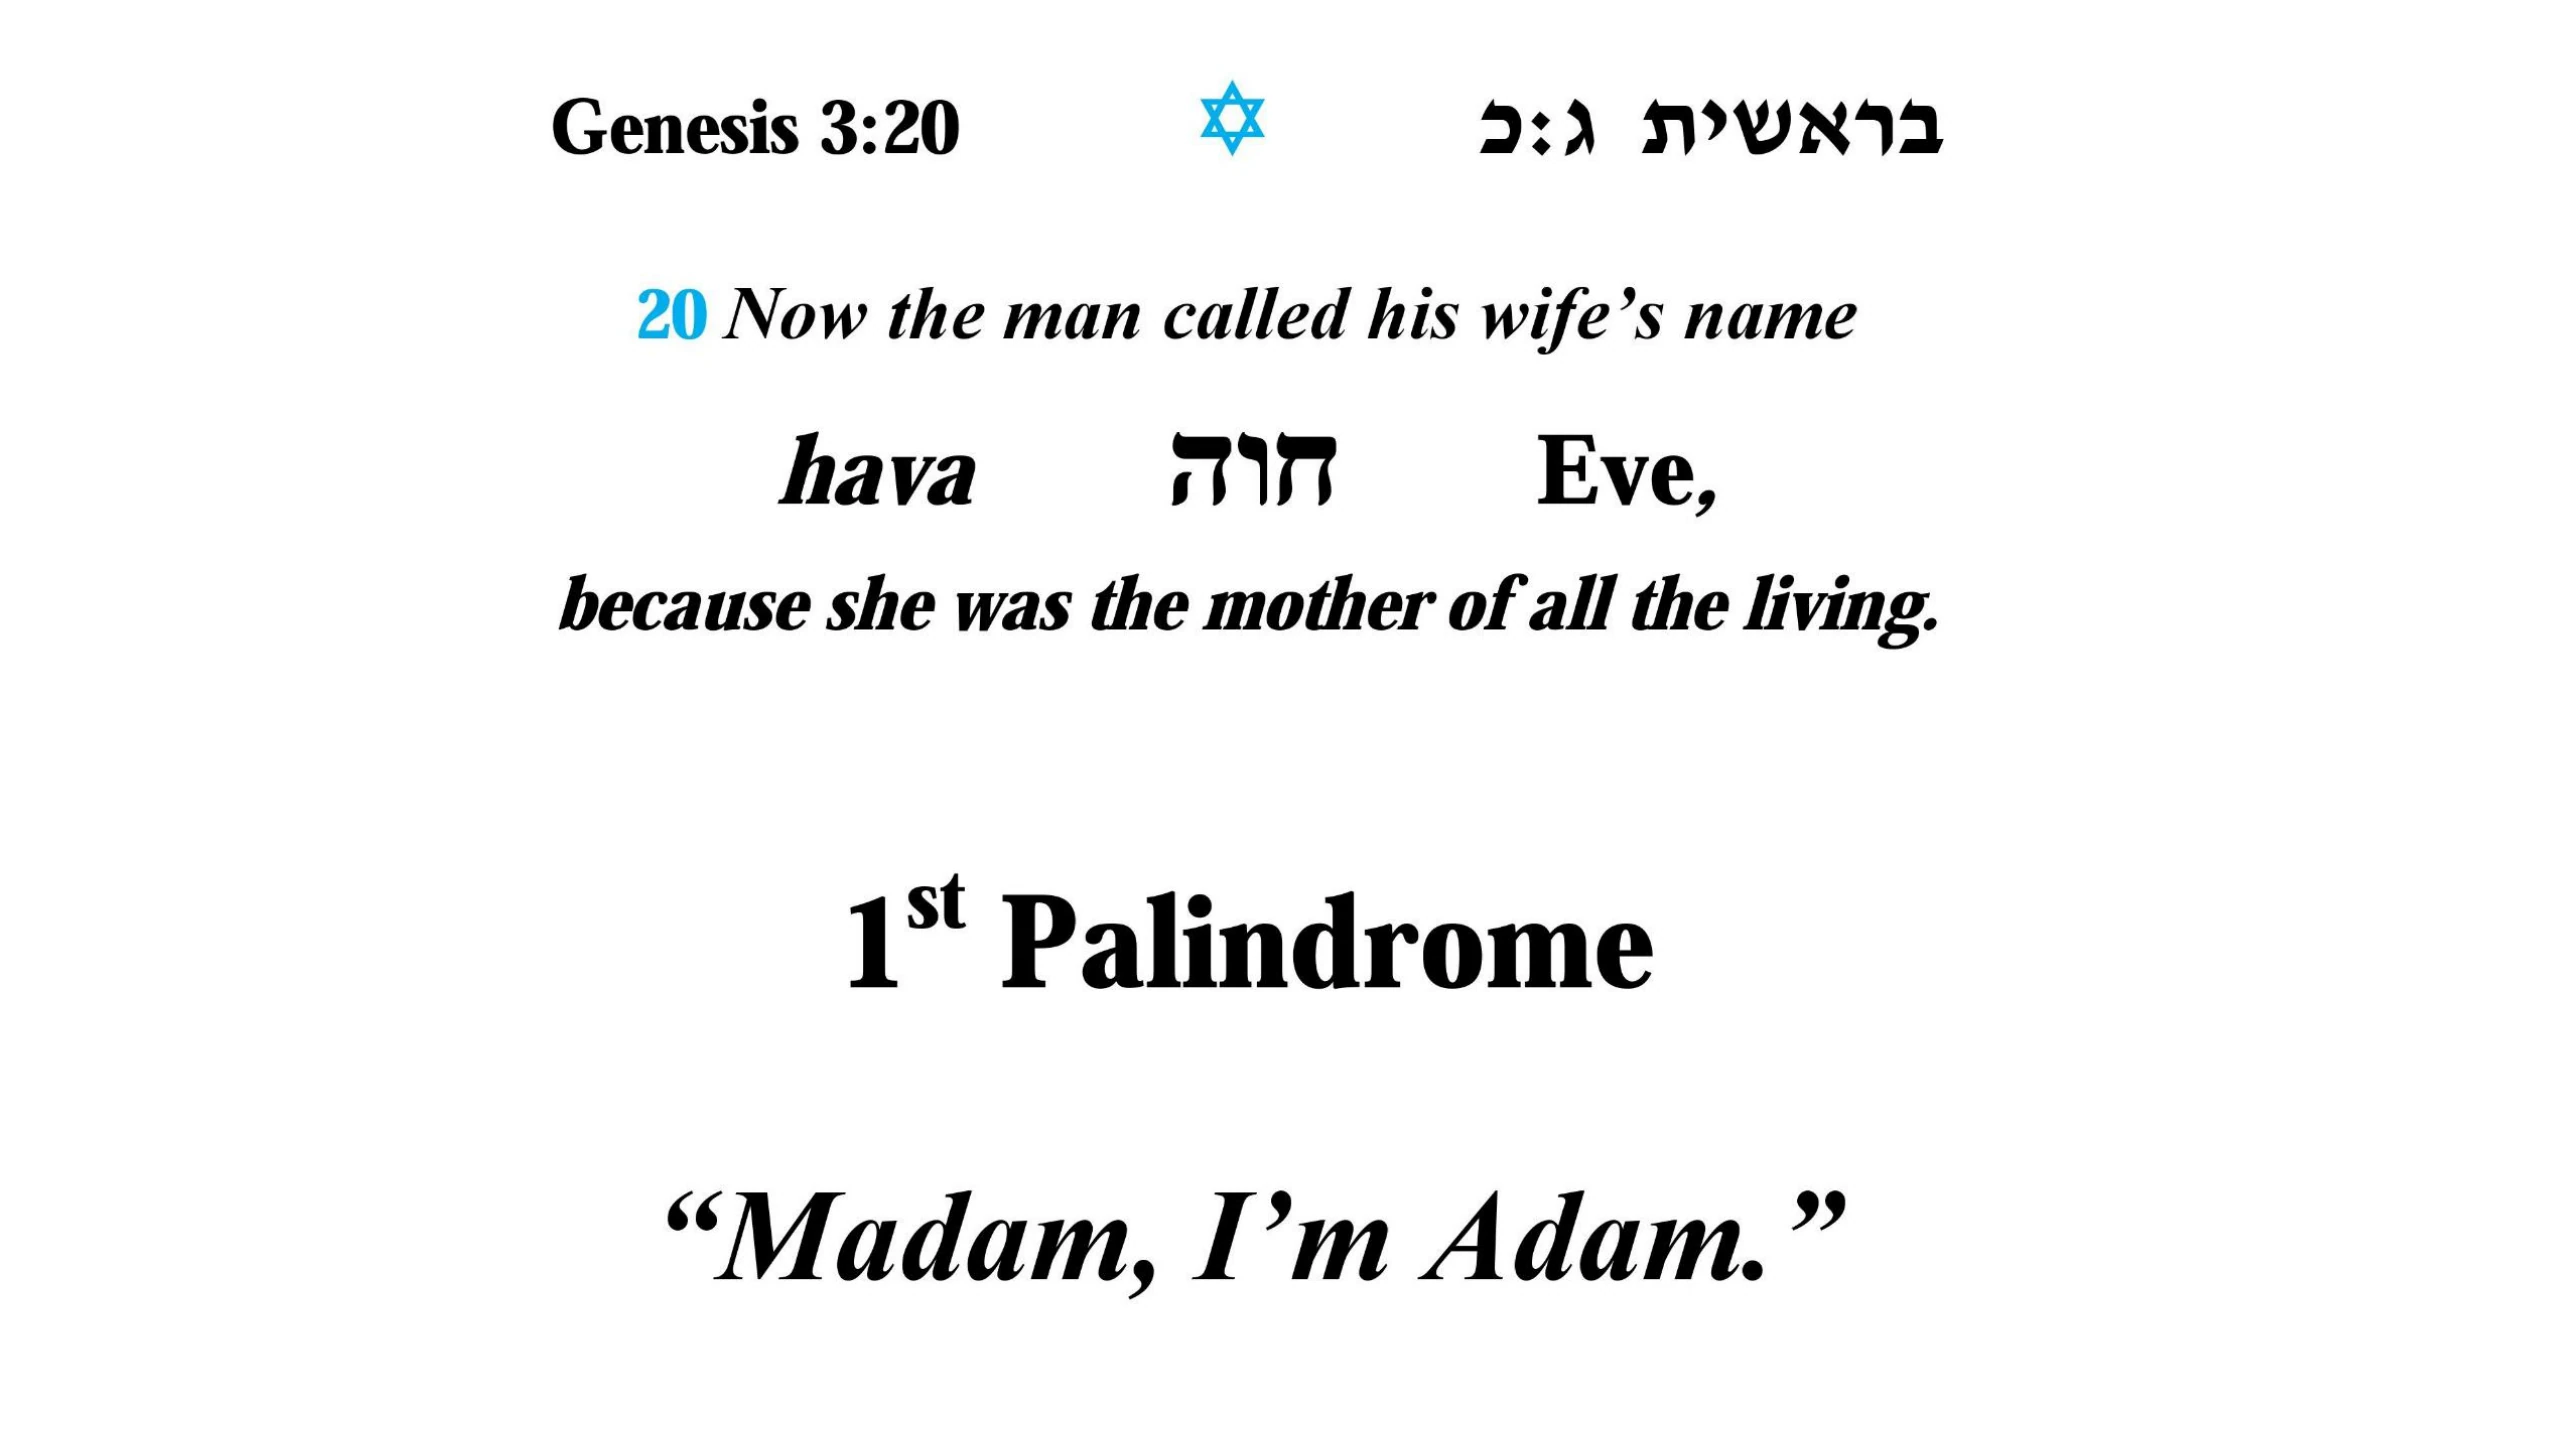 Genesis 3:20 ✡ בראשית ג:כ
20 Now the man called his wife’s name
hava חוה Eve,
because she was the mother of all the living.
1st Palindrome
“Madam, I’m Adam.”